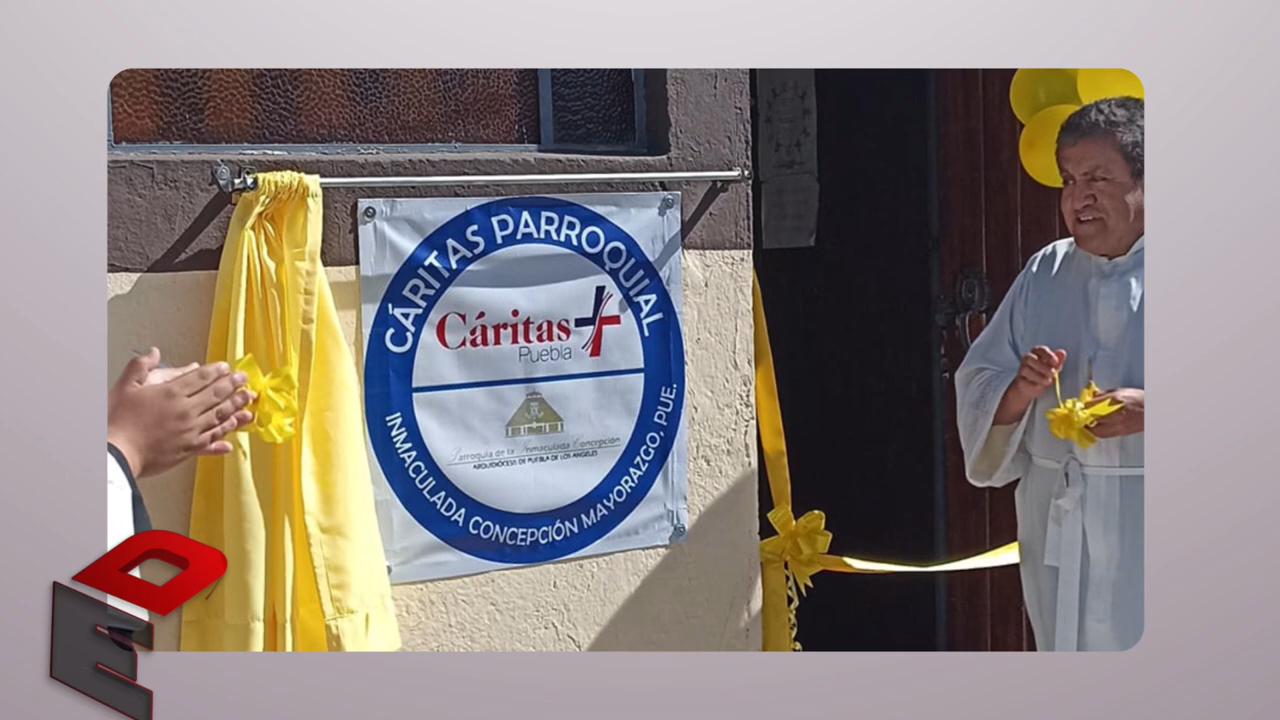 CÁRITAS PARROQUIAL
Cáritas
Puebla
Parroquia de la Inmaculada Concepción
ARQUIDIÓCESIS DE PUEBLA DE LOS ANGELES
INMACULADA CONCEPCIÓN MAYORAZGO, PUE.
ED